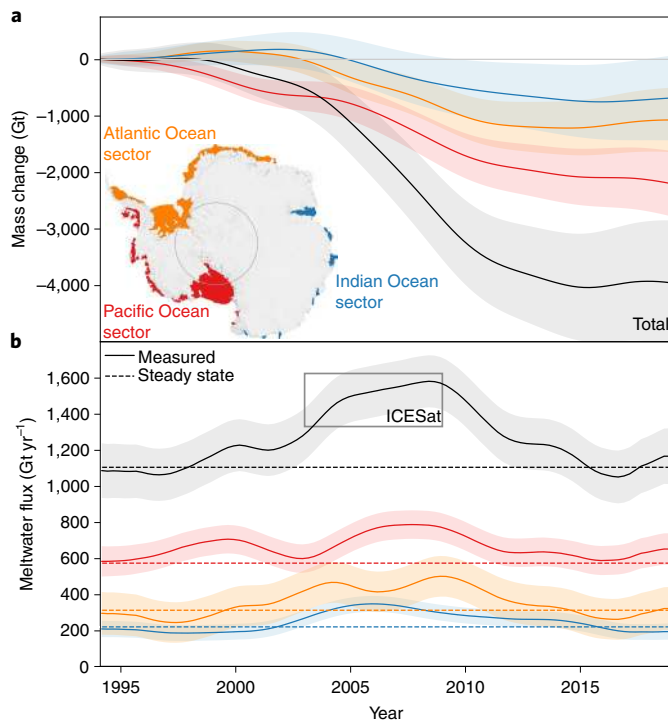 a
0
−1,000
−2,000
−3,000
−4,000
Mass change (Gt)
Atlantic Ocean
sector
Pacific Ocean
sector
Indian Ocean
sector
Total
b
Measured
Steady state
ICESat
1,600
1,400
1,200
1,000
800
600
400
200
0
Meltwater flux (Gt yr⁻¹)
1995
2000
2005
2010
2015
Year